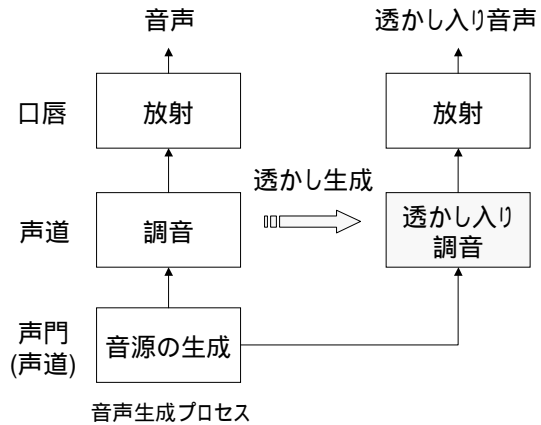 音声
透かし入り音声
口唇
放射
放射
透かし生成
声道
調音
透かし入り
調音
声門
(声道)
音源の生成
音声生成プロセス